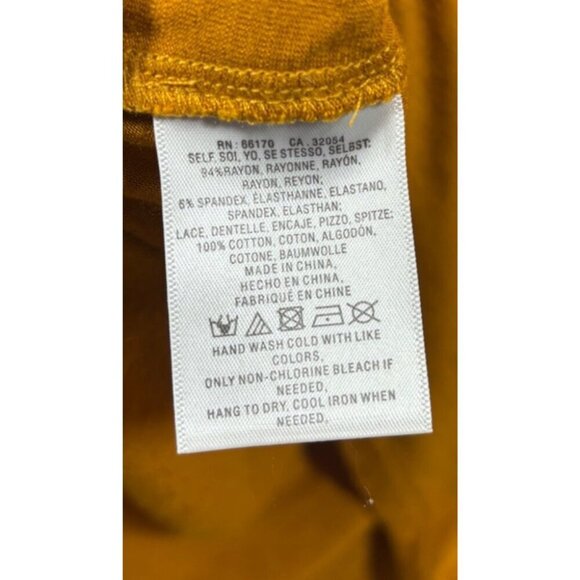 RN : 66170 CA . 32054
SELF, SOI, YO, SE STESSO, SELBST:
94%RAYON, RAYONNE, RAYÓN,
RAYON, REYON;
6% SPANDEX, ÉLASTHANNE, ELASTANO,
SPANDEX, ELASTHAN;
LACE, DENTELLE, ENCAJE, PIZZO, SPITZE;
100% COTTON, COTON, ALGODÓN,
COTONE, BAUMWOLLE
MADE IN CHINA,
HECHO EN CHINA,
FABRIQUÉ EN CHINE
HAND WASH COLD WITH LIKE
COLORS,
ONLY NON-CHLORINE BLEACH IF
NEEDED,
HANG TO DRY, COOL IRON WHEN
NEEDED,